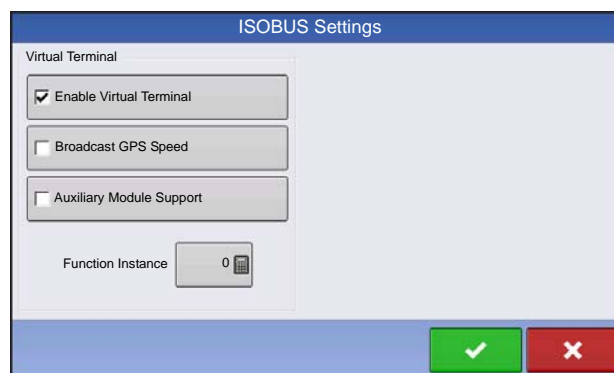 ISOBUS Settings
Virtual Terminal
Enable Virtual Terminal
Broadcast GPS Speed
Auxiliary Module Support
Function Instance 0